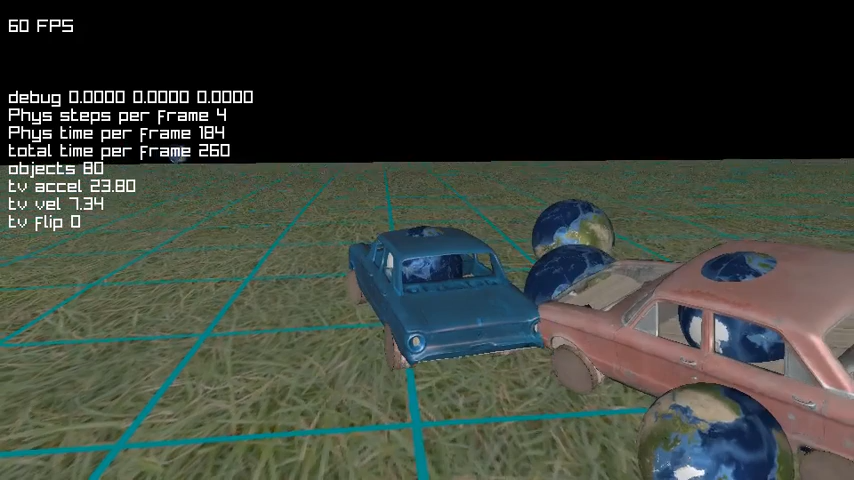 60 FPS
debug 0.0000 0.0000 0.0000
Phys steps per frame 4
Phys time per frame 184
total time per frame 260
objects 80
tv accel 23.80
tv vel 7.34
tv flip 0